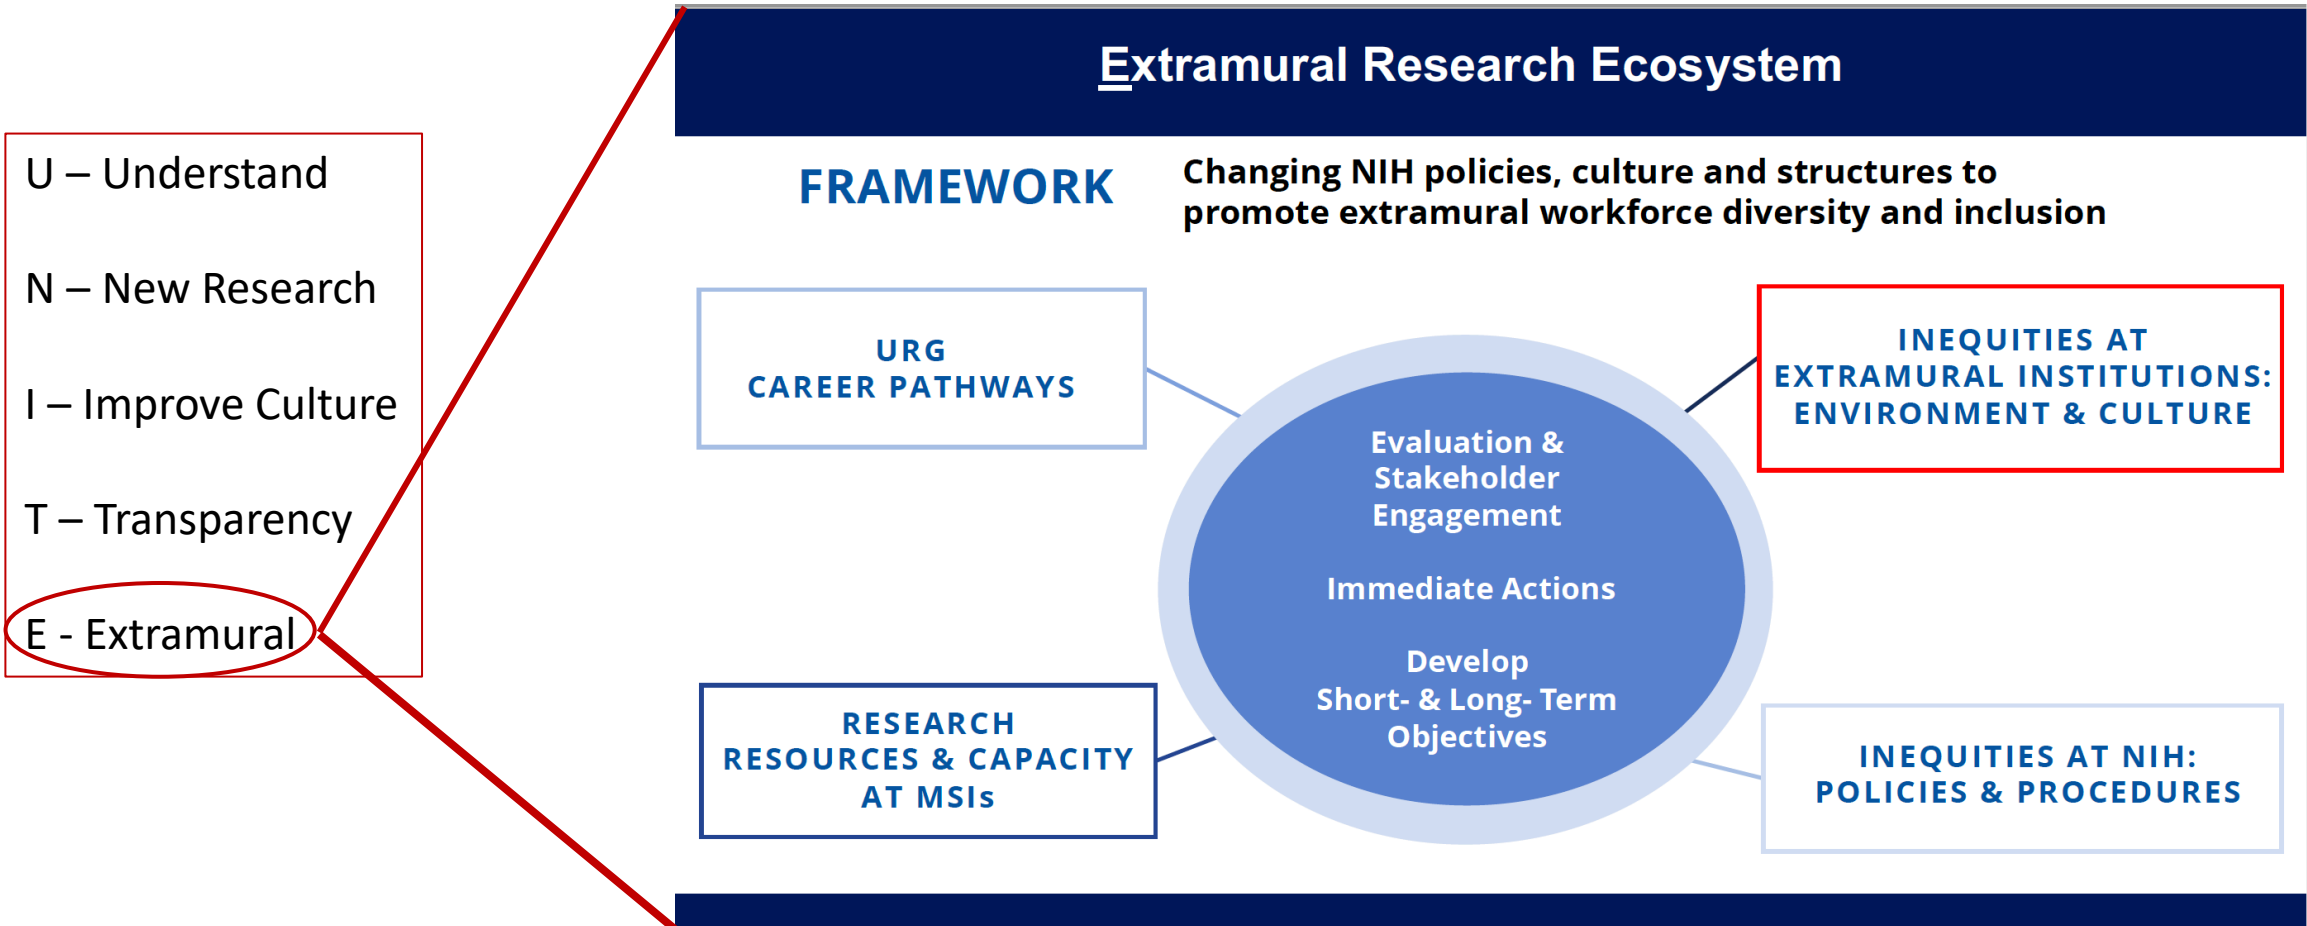 U – Understand
N – New Research
I – Improve Culture
T – Transparency
E - Extramural
Extramural Research Ecosystem
FRAMEWORK
Changing NIH policies, culture and structures to
promote extramural workforce diversity and inclusion
URG
CAREER PATHWAYS
INEQUITIES AT
EXTRAMURAL INSTITUTIONS:
ENVIRONMENT & CULTURE
Evaluation &
Stakeholder
Engagement
Immediate Actions
Develop
Short- & Long- Term
Objectives
RESEARCH
RESOURCES & CAPACITY
AT MSIs
INEQUITIES AT NIH:
POLICIES & PROCEDURES